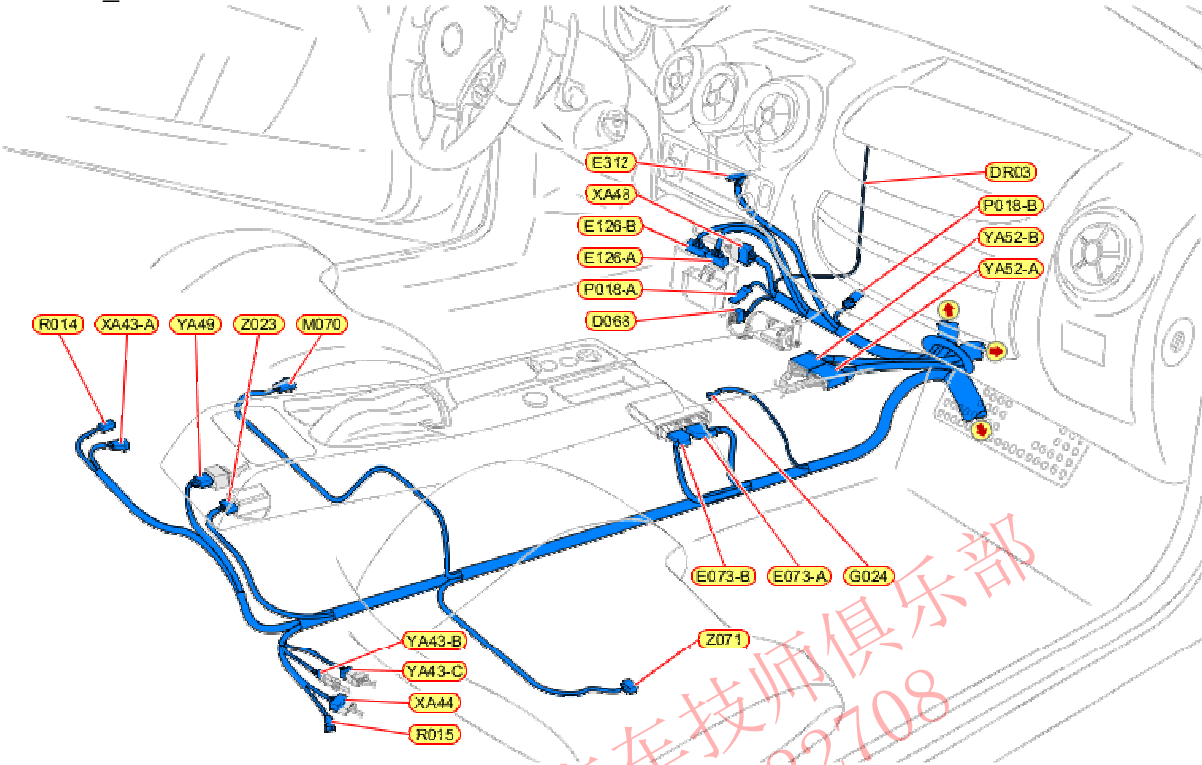 E312
XA48
E126-B
E126-A
P018-A
D068
DR03
P018-B
YA52-B
YA52-A
R014
XA43-A
YA49
Z023
M070
E073-B
E073-A
G024
YA43-B
YA43-C
XA44
R015
Z071
车技师俱乐部
32708